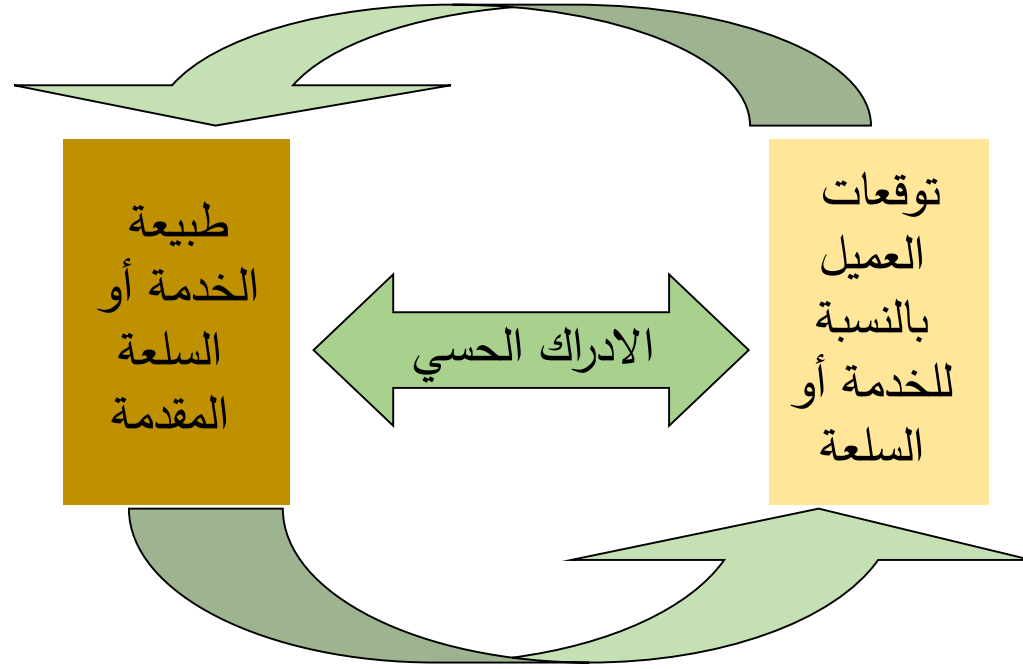 توقعات
العميل
بالنسبة
للخدمة أو
السلعة
الادراك الحسي
طبيعة
الخدمة أو
السلعة
المقدمة